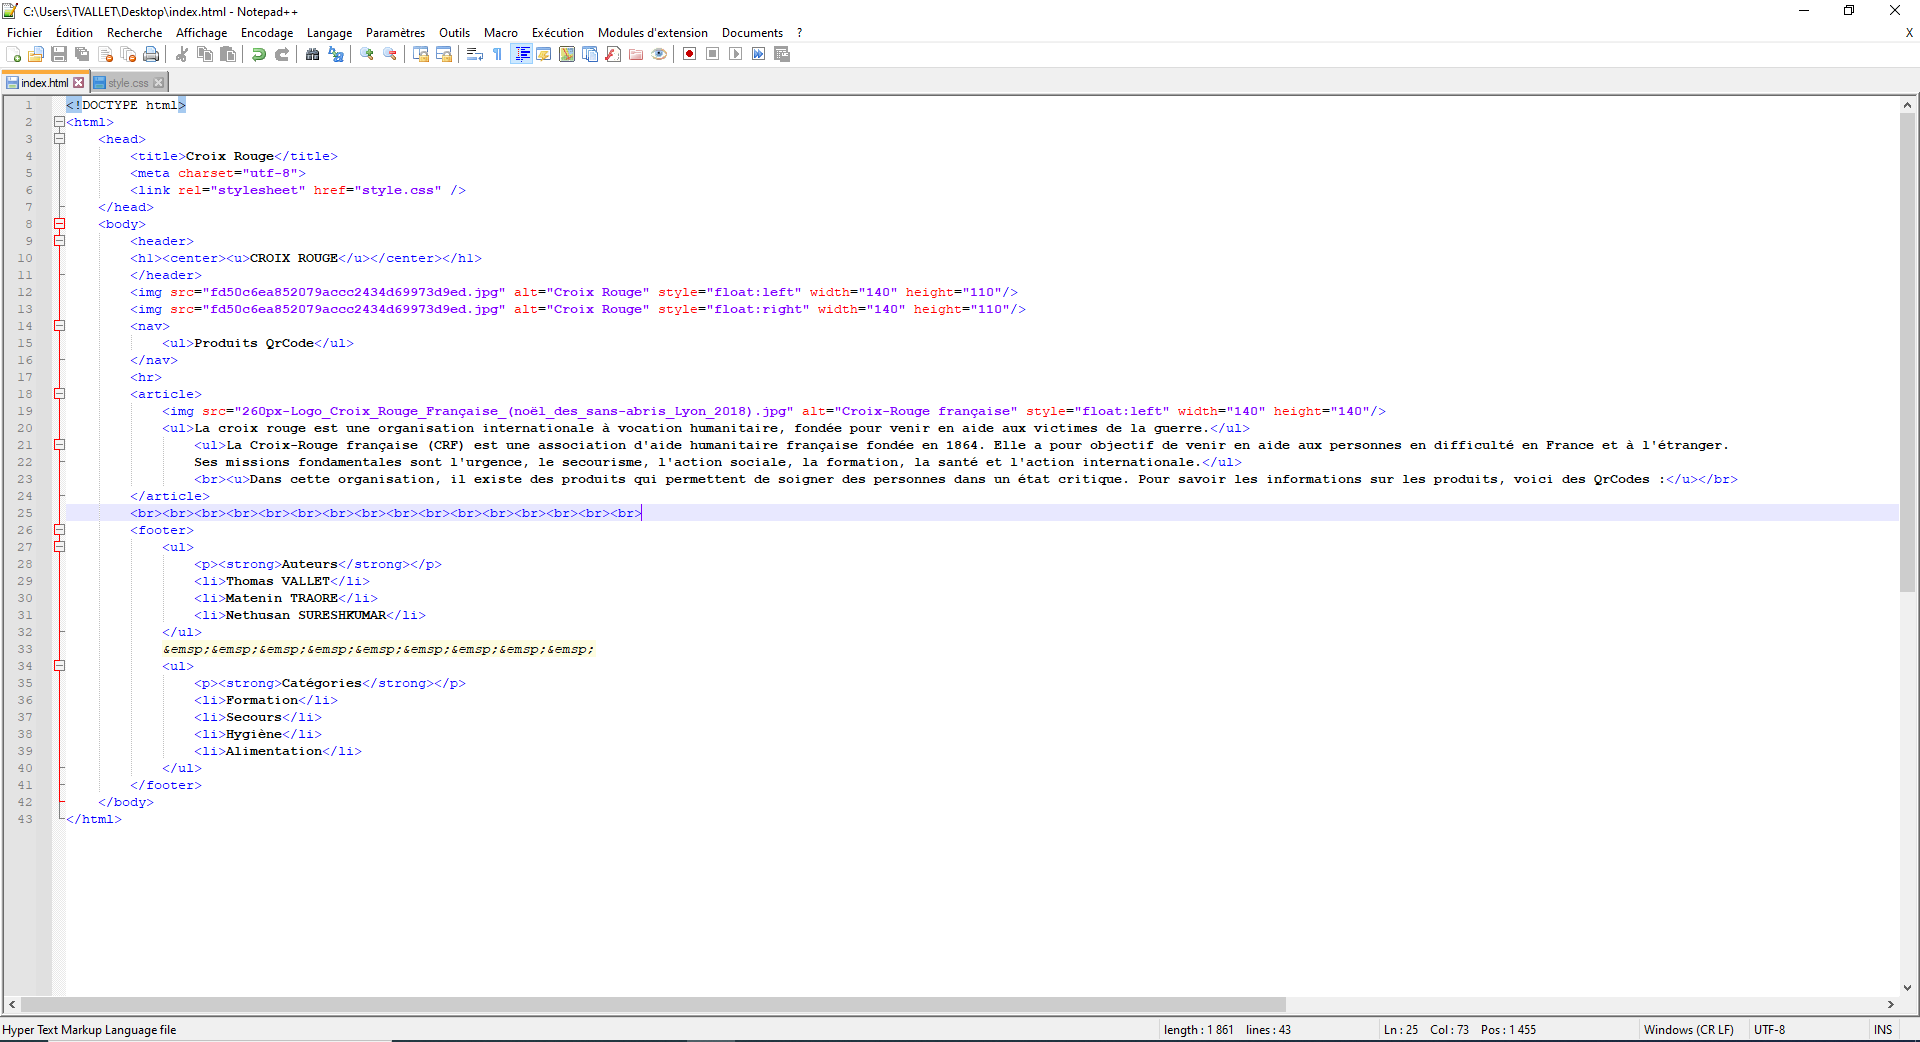 C:\Users\TVALLET\Desktop\index.html - Notepad++
Fichier Édition Recherche Affichage Encodage Langage Paramètres Outils Macro Exécution Modules d'extension Documents ? X
index.html style.css
1 <!DOCTYPE html>
2 <html>
3 <head>
4 <title>Croix Rouge</title>
5 <meta charset="utf-8">
6 <link rel="stylesheet" href="style.css" />
7 </head>
8 <body>
9 <header>
10 <h1><center><u>CROIX ROUGE</u></center></h1>
11 </header>
12 <img src="fd50c6ea852079accc2434d69973d9ed.jpg" alt="Croix Rouge" style="float:left" width="140" height="110"/>
13 <img src="fd50c6ea852079accc2434d69973d9ed.jpg" alt="Croix Rouge" style="float:right" width="140" height="110"/>
14 <nav>
15 <ul>Produits QrCode</ul>
16 </nav>
17 <hr>
18 <article>
19 <img src="260px-Logo_Croix_Rouge_Française_(noël_des_sans-abris_Lyon_2018).jpg" alt="Croix-Rouge française" style="float:left" width="140" height="140"/>
20 <ul>La croix rouge est une organisation internationale à vocation humanitaire, fondée pour venir en aide aux victimes de la guerre.</ul>
21 <ul>La Croix-Rouge française (CRF) est une association d'aide humanitaire française fondée en 1864. Elle a pour objectif de venir en aide aux personnes en difficulté en France et à l'étranger.
22 Ses missions fondamentales sont l'urgence, le secourisme, l'action sociale, la formation, la santé et l'action internationale.</ul>
23 <br><u>Dans cette organisation, il existe des produits qui permettent de soigner des personnes dans un état critique. Pour savoir les informations sur les produits, voici des QrCodes :</u></br>
24 </article>
25 <br><br><br><br><br><br><br><br><br><br><br><br><br><br><br><br>
26 <footer>
27 <ul>
28 <p><strong>Auteurs</strong></p>
29 <li>Thomas VALLET</li>
30 <li>Matenin TRAORE</li>
31 <li>Nethusan SURESHKUMAR</li>
32 </ul>
33 &emsp;&emsp;&emsp;&emsp;&emsp;&emsp;&emsp;&emsp;&emsp;
34 <ul>
35 <p><strong>Catégories</strong></p>
36 <li>Formation</li>
37 <li>Secours</li>
38 <li>Hygiène</li>
39 <li>Alimentation</li>
40 </ul>
41 </footer>
42 </body>
43 </html>
Hyper Text Markup Language file length : 1 861 lines : 43 Ln : 25 Col : 73 Pos : 1 455 Windows (CR LF) UTF-8 INS